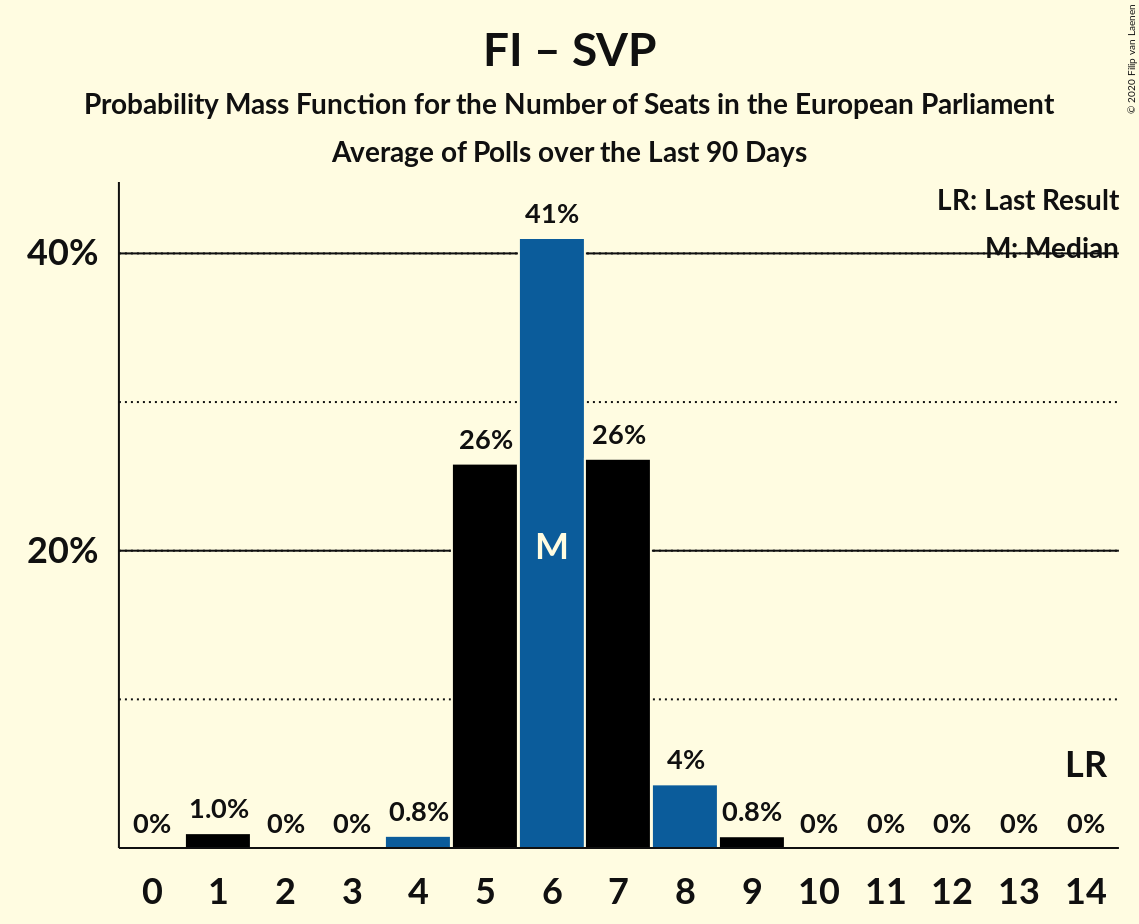 FI – SVP
Probability Mass Function for the Number of Seats in the European Parliament
Average of Polls over the Last 90 Days
© 2020 Filip van Laenen
LR: Last Result
M: Median
40%
20%
0%
1.0%
0%
0%
0.8%
26%
41%
26%
4%
0.8%
0%
0%
0%
0%
0%
M
LR
0 1 2 3 4 5 6 7 8 9 10 11 12 13 14